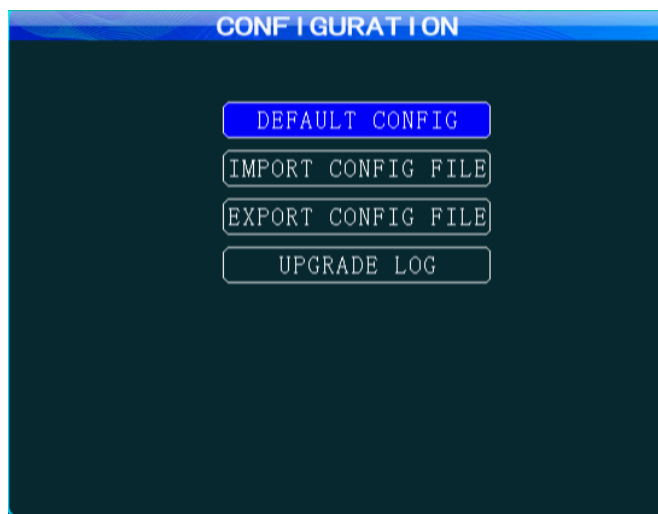 CONFIGURATION
DEFAULT CONFIG
IMPORT CONFIG FILE
EXPORT CONFIG FILE
UPGRADE LOG